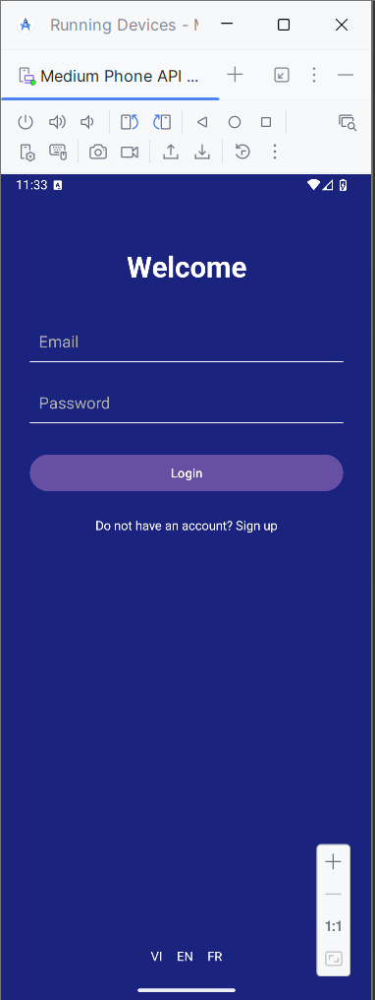 Running Devices - M
Medium Phone API ...
11:33
Welcome
Email
Password
Login
Do not have an account? Sign up
1:1
VI EN FR